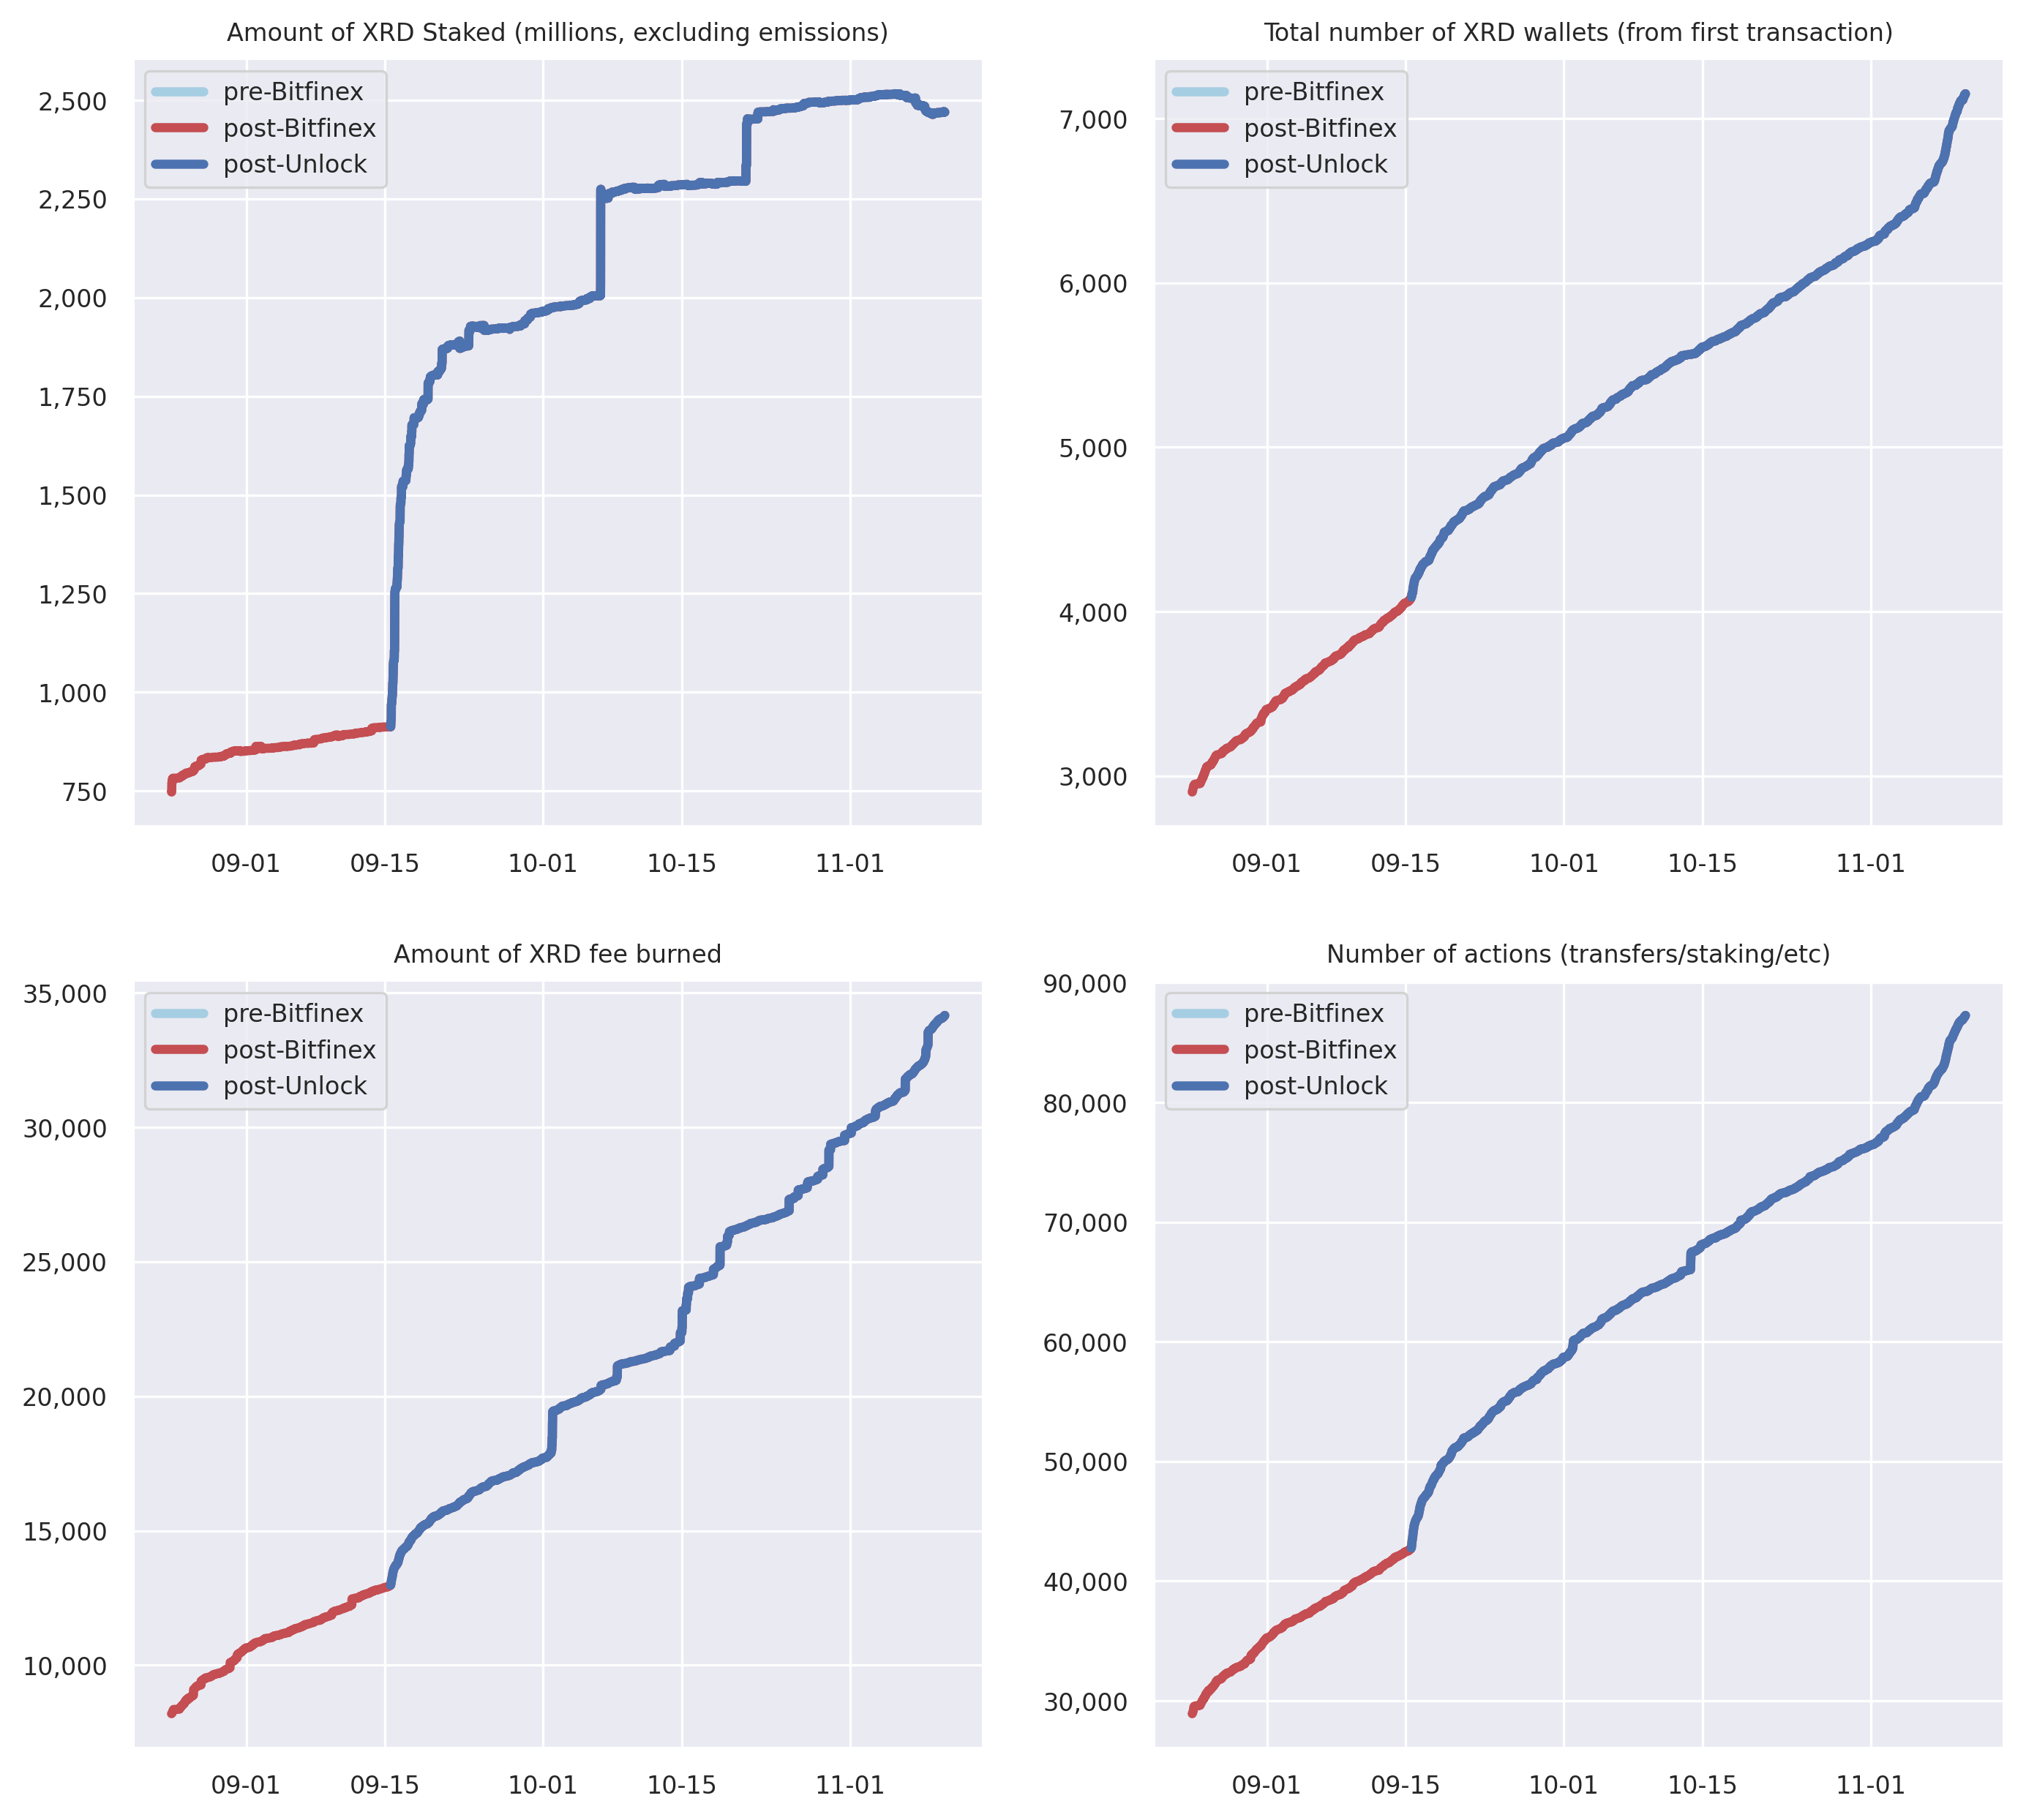 Amount of XRD Staked (millions, excluding emissions)
pre-Bitfinex
post-Bitfinex
post-Unlock
2,500
2,250
2,000
1,750
1,500
1,250
1,000
750
09-01 09-15 10-01 10-15 11-01
Total number of XRD wallets (from first transaction)
pre-Bitfinex
post-Bitfinex
post-Unlock
7,000
6,000
5,000
4,000
3,000
09-01 09-15 10-01 10-15 11-01
Amount of XRD fee burned
pre-Bitfinex
post-Bitfinex
post-Unlock
35,000
30,000
25,000
20,000
15,000
10,000
09-01 09-15 10-01 10-15 11-01
Number of actions (transfers/staking/etc)
pre-Bitfinex
post-Bitfinex
post-Unlock
90,000
80,000
70,000
60,000
50,000
40,000
30,000
09-01 09-15 10-01 10-15 11-01